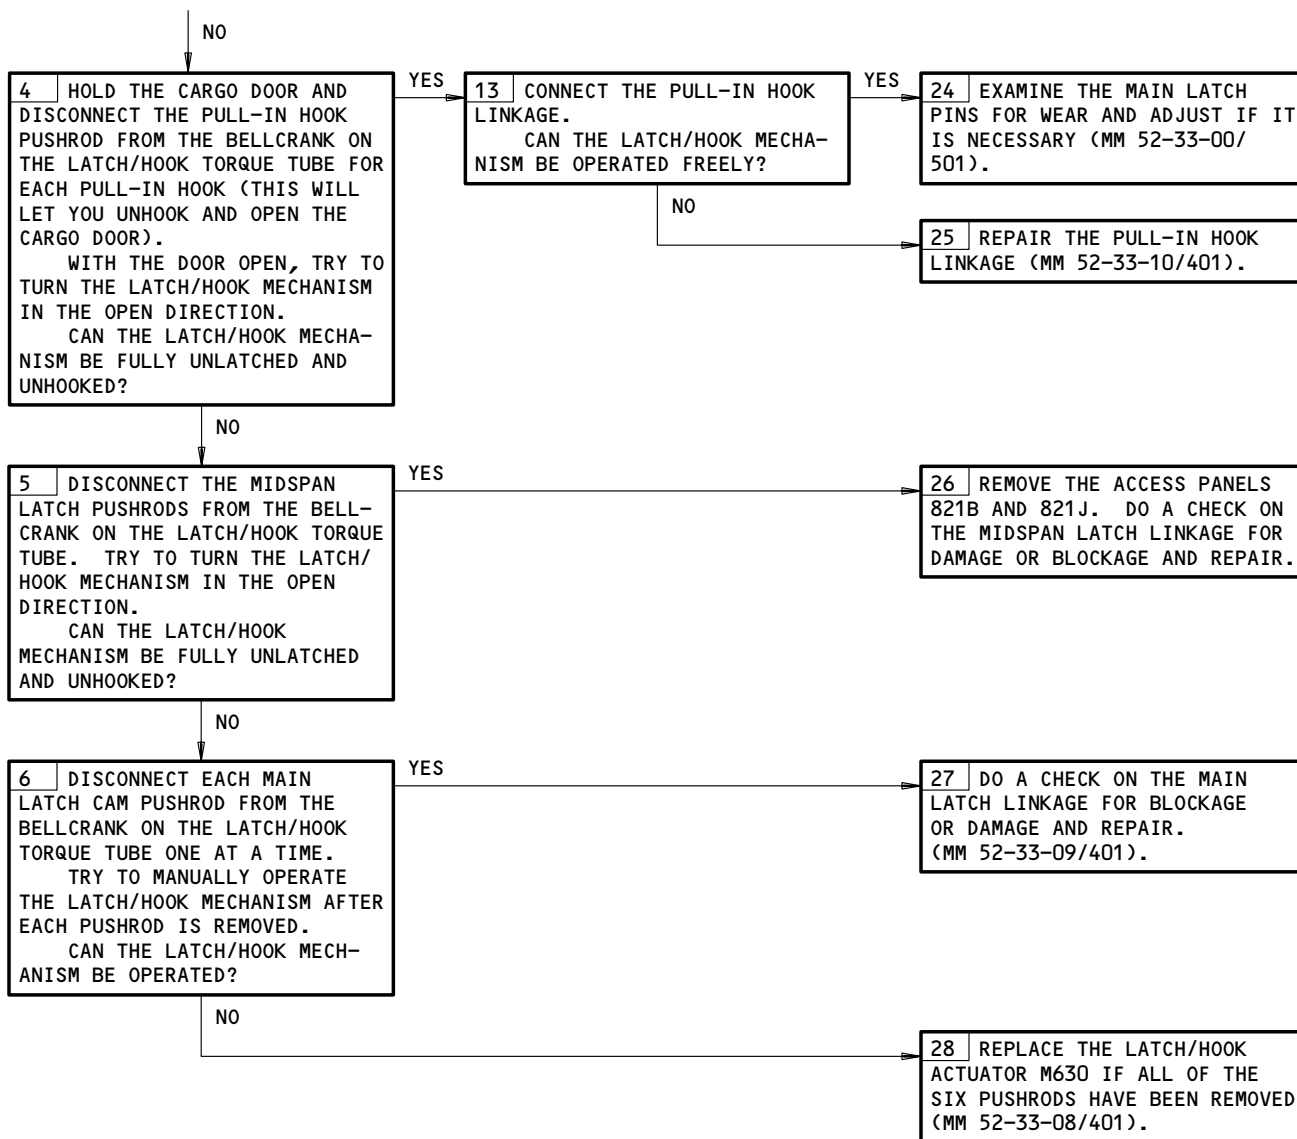 NO
4 HOLD THE CARGO DOOR AND
DISCONNECT THE PULL-IN HOOK
PUSHROD FROM THE BELLCRANK ON
THE LATCH/HOOK TORQUE TUBE FOR
EACH PULL-IN HOOK (THIS WILL
LET YOU UNHOOK AND OPEN THE
CARGO DOOR).
WITH THE DOOR OPEN, TRY TO
TURN THE LATCH/HOOK MECHANISM
IN THE OPEN DIRECTION.
CAN THE LATCH/HOOK MECHA-
NISM BE FULLY UNLATCHED AND
UNHOOKED?
YES
13 CONNECT THE PULL-IN HOOK
LINKAGE.
CAN THE LATCH/HOOK MECHA-
NISM BE OPERATED FREELY?
YES
24 EXAMINE THE MAIN LATCH
PINS FOR WEAR AND ADJUST IF IT
IS NECESSARY (MM 52-33-00/
501).
NO
25 REPAIR THE PULL-IN HOOK
LINKAGE (MM 52-33-10/401).
NO
5 DISCONNECT THE MIDSPAN
LATCH PUSHRODS FROM THE BELL-
CRANK ON THE LATCH/HOOK TORQUE
TUBE. TRY TO TURN THE LATCH/
HOOK MECHANISM IN THE OPEN
DIRECTION.
CAN THE LATCH/HOOK
MECHANISM BE FULLY UNLATCHED
AND UNHOOKED?
YES
26 REMOVE THE ACCESS PANELS
821B AND 821J. DO A CHECK ON
THE MIDSPAN LATCH LINKAGE FOR
DAMAGE OR BLOCKAGE AND REPAIR.
NO
6 DISCONNECT EACH MAIN
LATCH CAM PUSHROD FROM THE
BELLCRANK ON THE LATCH/HOOK
TORQUE TUBE ONE AT A TIME.
TRY TO MANUALLY OPERATE
THE LATCH/HOOK MECHANISM AFTER
EACH PUSHROD IS REMOVED.
CAN THE LATCH/HOOK MECH-
ANISM BE OPERATED?
YES
27 DO A CHECK ON THE MAIN
LATCH LINKAGE FOR BLOCKAGE
OR DAMAGE AND REPAIR.
(MM 52-33-09/401).
NO
28 REPLACE THE LATCH/HOOK
ACTUATOR M630 IF ALL OF THE
SIX PUSHRODS HAVE BEEN REMOVED
(MM 52-33-08/401).